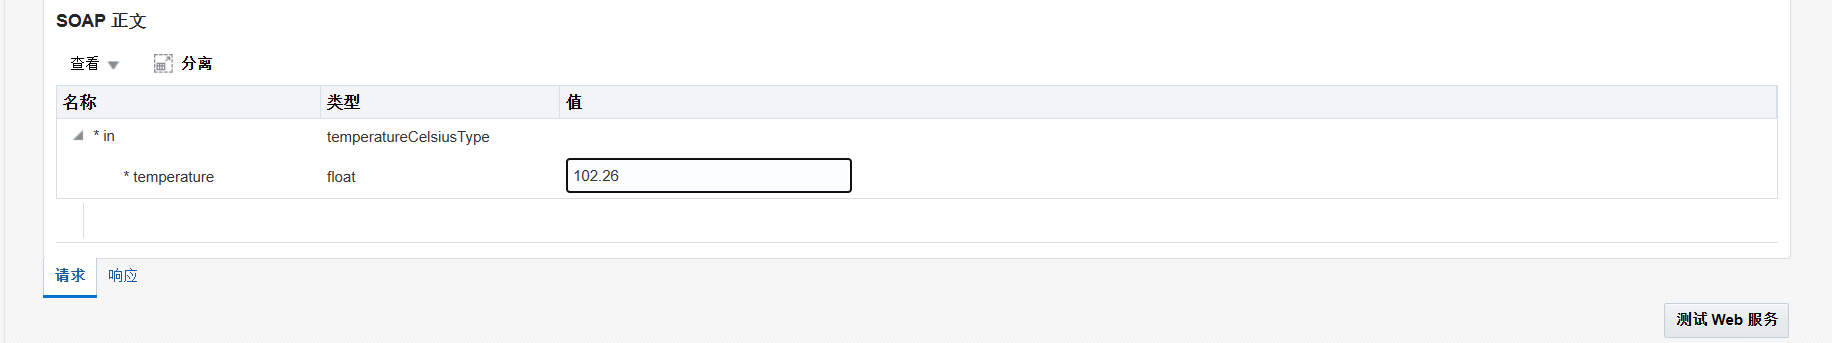 SOAP 正文
查看 分离
名称 类型 值
* in temperatureCelsiusType
* temperature float 102.26
请求 响应
测试 Web 服务